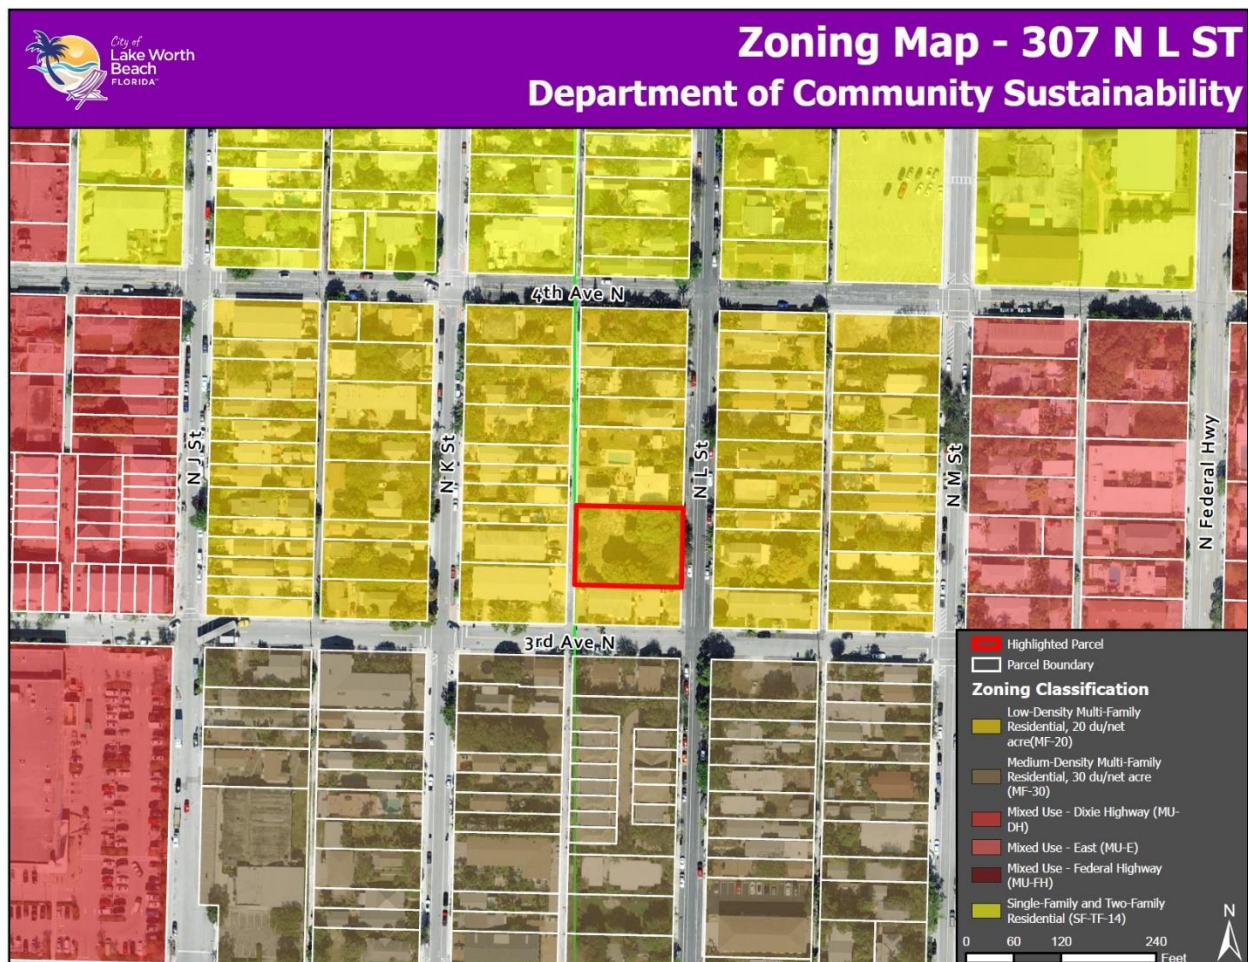 City of
Lake Worth
Beach
FLORIDA™
Zoning Map - 307 N L ST
Department of Community Sustainability
4th Ave N
N J St
N K St
N L St
N M St
N Federal Hwy
3rd Ave N
Highlighted Parcel
Parcel Boundary
Zoning Classification
Low-Density Multi-Family
Residential, 20 du/net
acre(MF-20)
Medium-Density Multi-Family
Residential, 30 du/net acre
(MF-30)
Mixed Use - Dixie Highway (MU-
DH)
Mixed Use - East (MU-E)
Mixed Use - Federal Highway
(MU-FH)
Single-Family and Two-Family
Residential (SF-TF-14)
N
0 60 120 240
Feet